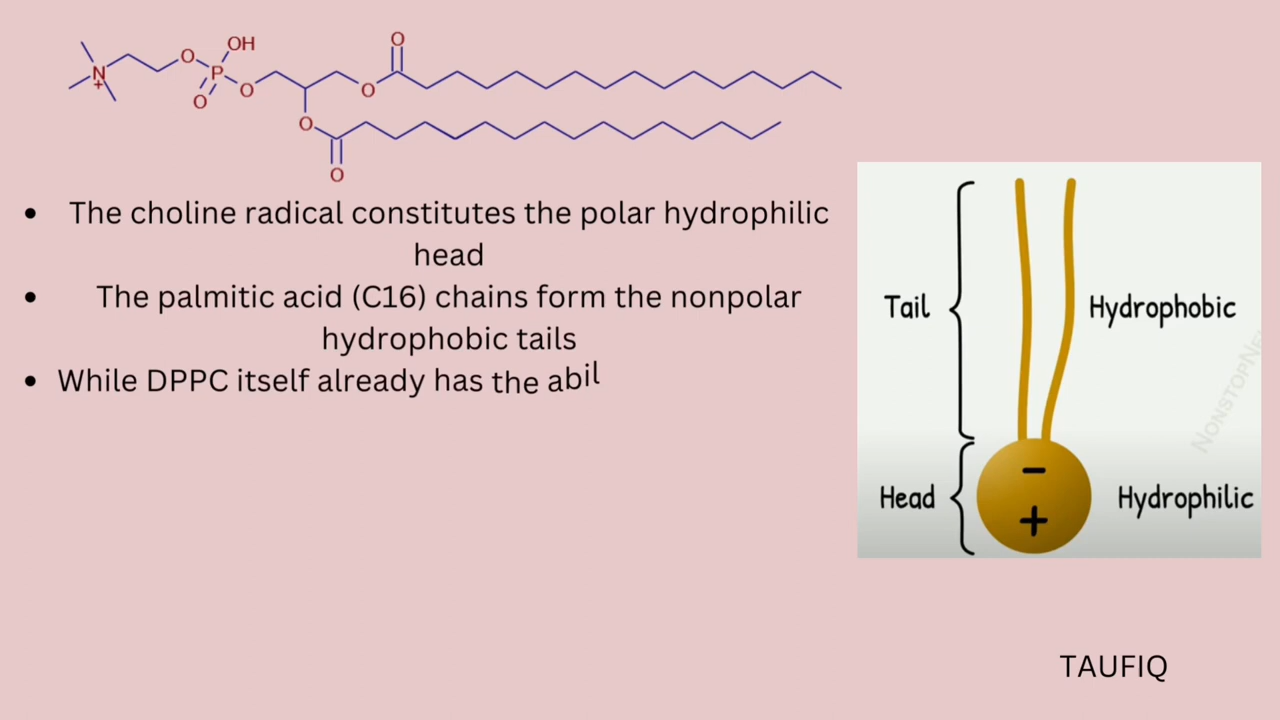 OH
O
O
N
+
P
O
O
O
O
O
• The choline radical constitutes the polar hydrophilic
head
• The palmitic acid (C16) chains form the nonpolar
hydrophobic tails
• While DPPC itself already has the abil
Tail
Hydrophobic
−
Head
Hydrophilic
+
TAUFIQ